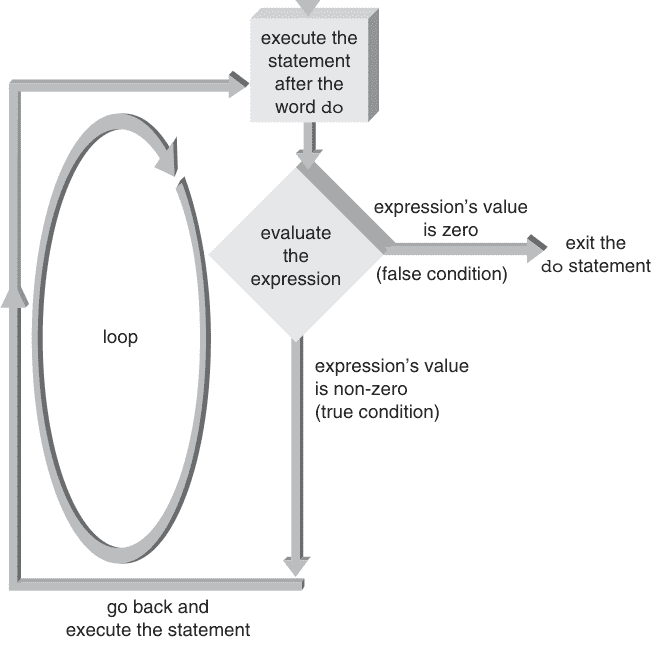 execute the
statement
after the
word do
expression's value
is zero
evaluate
the
expression
(false condition)
exit the
do statement
loop
expression's value
is non-zero
(true condition)
go back and
execute the statement